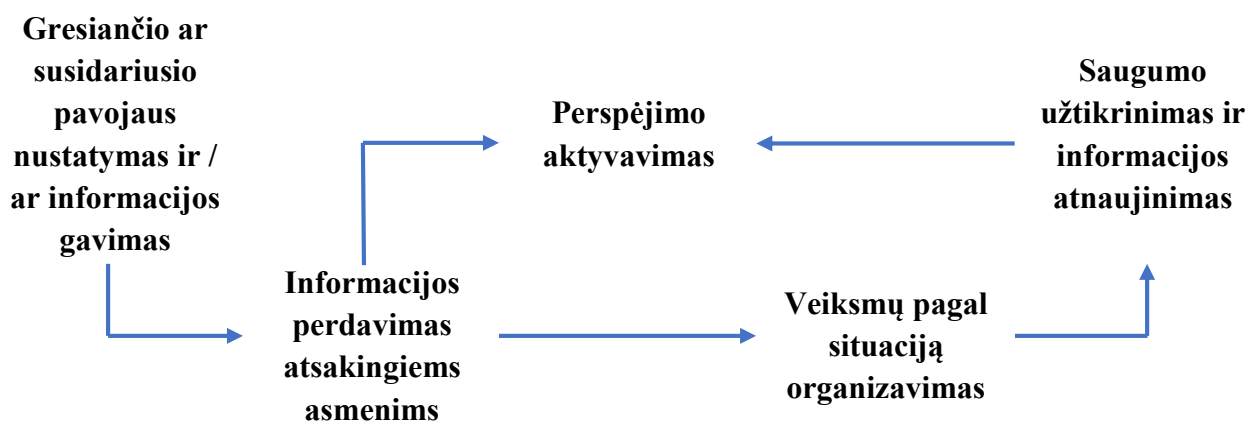 Gresiančio ar
susidariusio
pavojaus
nustatymas ir /
ar informacijos
gavimas
Informacijos
perdavimas
atsakingiems
asmenims
Perspėjimo
aktyvavimas
Veiksmų pagal
situaciją
organizavimas
Saugumo
užtikrinimas ir
informacijos
atnaujinimas